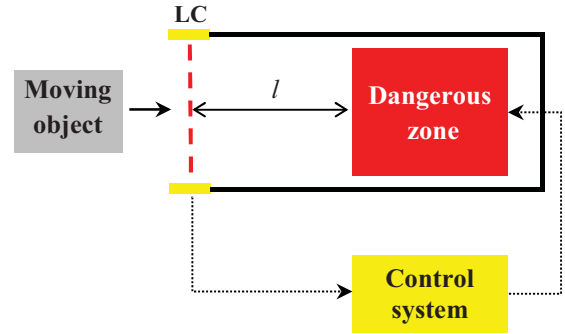 LC
Moving
object
l
Dangerous
zone
Control
system